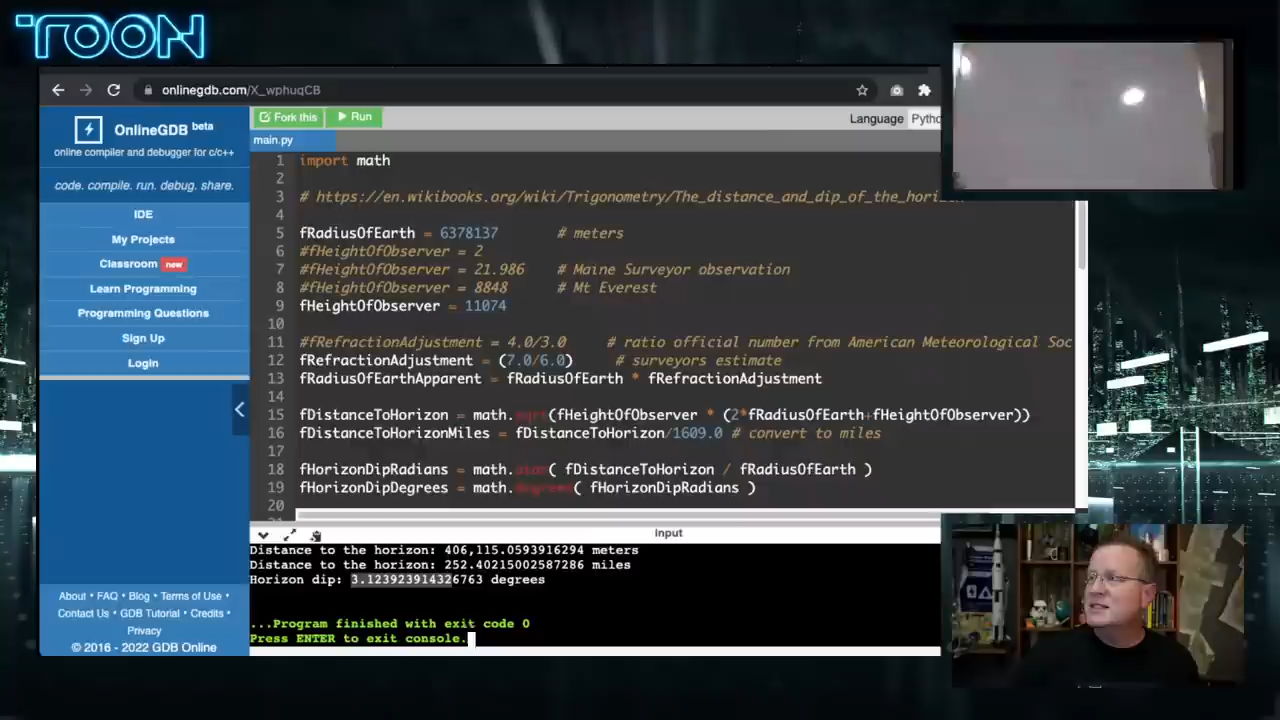 TOON
onlinegdb.com/X_wphuqCB
OnlineGDB beta
online compiler and debugger for c/c++
code. compile. run. debug. share.
IDE
My Projects
Classroom new
Learn Programming
Programming Questions
Sign Up
Login
About • FAQ • Blog • Terms of Use •
Contact Us • GDB Tutorial • Credits •
Privacy
© 2016 - 2022 GDB Online
Fork this Run
Language
main.py
1 import math
2
3 # https://en.wikibooks.org/wiki/Trigonometry/The_distance_and_dip_of_the_
4
5 fRadiusOfEarth = 6378137 # meters
6 #fHeightOfObserver = 2
7 #fHeightOfObserver = 21.986 # Maine Surveyor observation
8 #fHeightOfObserver = 8848 # Mt Everest
9 fHeightOfObserver = 11074
10
11 #fRefractionAdjustment = 4.0/3.0 # ratio official number from American Meteorological Soc
12 fRefractionAdjustment = (7.0/6.0) # surveyors estimate
13 fRadiusOfEarthApparent = fRadiusOfEarth * fRefractionAdjustment
14
15 fDistanceToHorizon = math.sqrt(fHeightOfObserver * (2*fRadiusOfEarth+fHeightOfObserver))
16 fDistanceToHorizonMiles = fDistanceToHorizon/1609.0 # convert to miles
17
18 fHorizonDipRadians = math.atan( fDistanceToHorizon / fRadiusOfEarth )
19 fHorizonDipDegrees = math.degrees( fHorizonDipRadians )
20
input
Distance to the horizon: 406,115.0593916294 meters
Distance to the horizon: 252.40215002587286 miles
Horizon dip: 3.123923914326763 degrees
...Program finished with exit code 0
Press ENTER to exit console.